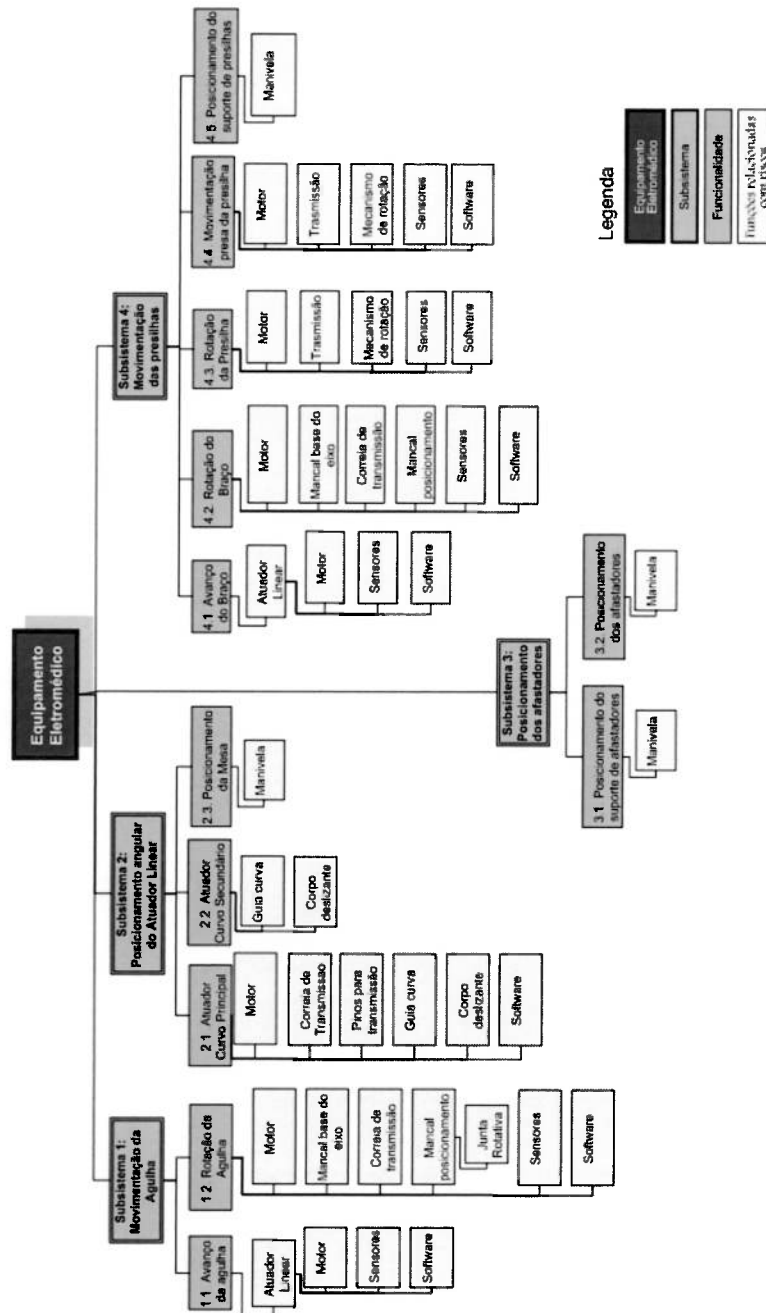 Equipamento
Eletromédico
Subsistema 1:
Movimentação da
Agulha
1 1 Avanço
da agulha
Atuador
Linear
Motor
Sensores
Software
1 2 Rotação da
Agulha
Motor
Mancal base do
eixo
Correia de
transmissão
Mancal
posicionamento
Junta
Rotativa
Sensores
Software
Subsistema 2:
Posicionamento angular
do Atuador Linear
2 1 Atuador
Curvo Principal
Motor
Correia de
Transmissão
Pinos para
transmissão
Guia curva
Corpo
deslizante
Software
2 2 Atuador
Curvo Secundário
Guia curva
Corpo
deslizante
2.3. Posicionamento
da Mesa
Manivela
Subsistema 3:
Posicionamento
dos afastadores
3.1 Posicionamento do
suporte de afastadores
Manivela
3.2 Posicionamento
dos afastadores
Manivela
Subsistema 4:
Movimentação
das presilhas
4.1 Avanço
do Braço
Atuador
Linear
Motor
Sensores
Software
4.2. Rotação do
Braço
Motor
Mancal base do
eixo
Correia de
transmissão
Mancal
posicionamento
Sensores
Software
4.3. Rotação
da Presilha
Motor
Trasmissão
Mecanismo
de rotação
Sensores
Software
4.4 Movimentação
presa da presilha
Motor
Trasmissão
Mecanismo
de rotação
Sensores
Software
4 5 Posicionamento do
suporte de presilhas
Manivela
Legenda
Equipamento
Eletromédico
Subsistema
Funcionalidade
Funções relacionadas
com riscos